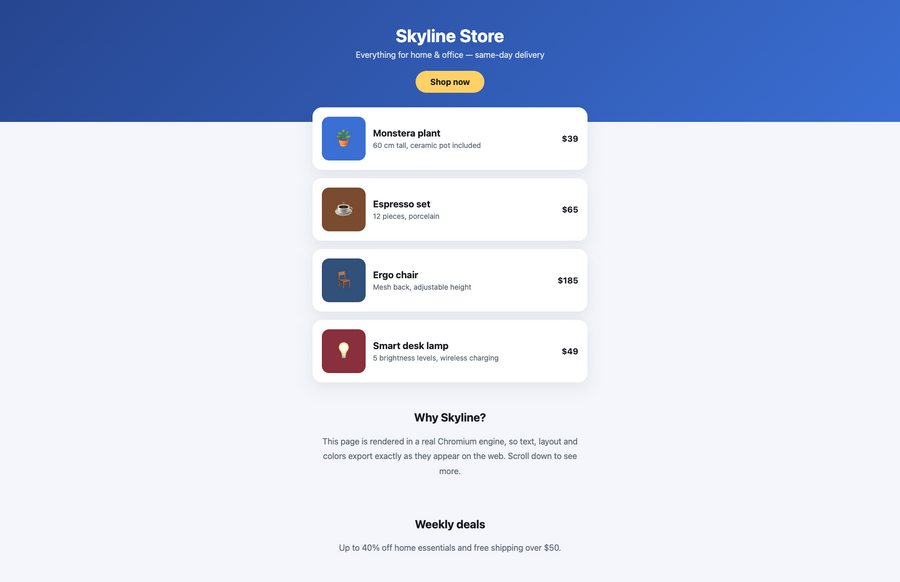 Skyline Store
Everything for home & office — same-day delivery
Shop now
Monstera plant
60 cm tall, ceramic pot included
$39
Espresso set
12 pieces, porcelain
$65
Ergo chair
Mesh back, adjustable height
$185
Smart desk lamp
5 brightness levels, wireless charging
$49
Why Skyline?
This page is rendered in a real Chromium engine, so text, layout and
colors export exactly as they appear on the web. Scroll down to see
more.
Weekly deals
Up to 40% off home essentials and free shipping over $50.